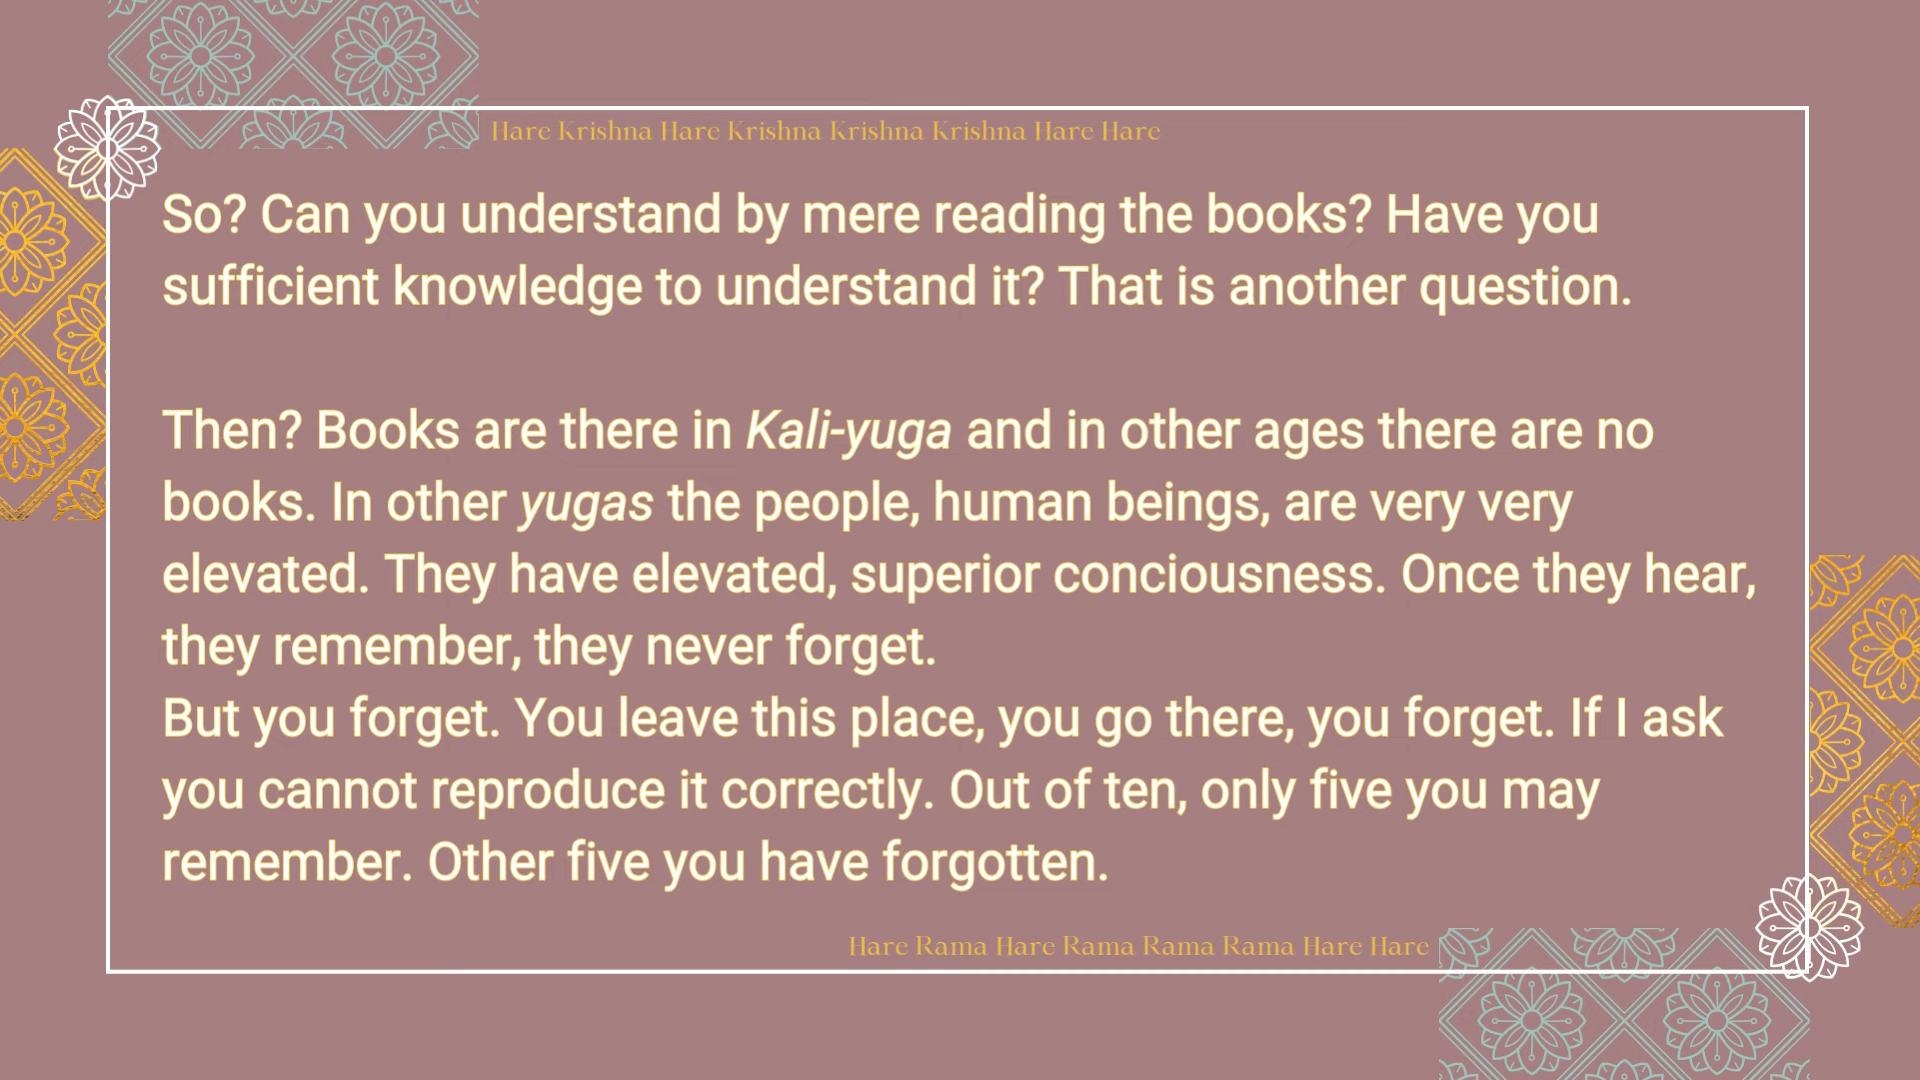 Hare Krishna Hare Krishna Krishna Krishna Hare Hare
So? Can you understand by mere reading the books? Have you
sufficient knowledge to understand it? That is another question.
Then? Books are there in Kali-yuga and in other ages there are no
books. In other yugas the people, human beings, are very very
elevated. They have elevated, superior conciousness. Once they hear,
they remember, they never forget.
But you forget. You leave this place, you go there, you forget. If I ask
you cannot reproduce it correctly. Out of ten, only five you may
remember. Other five you have forgotten.
Hare Rama Hare Rama Rama Rama Hare Hare